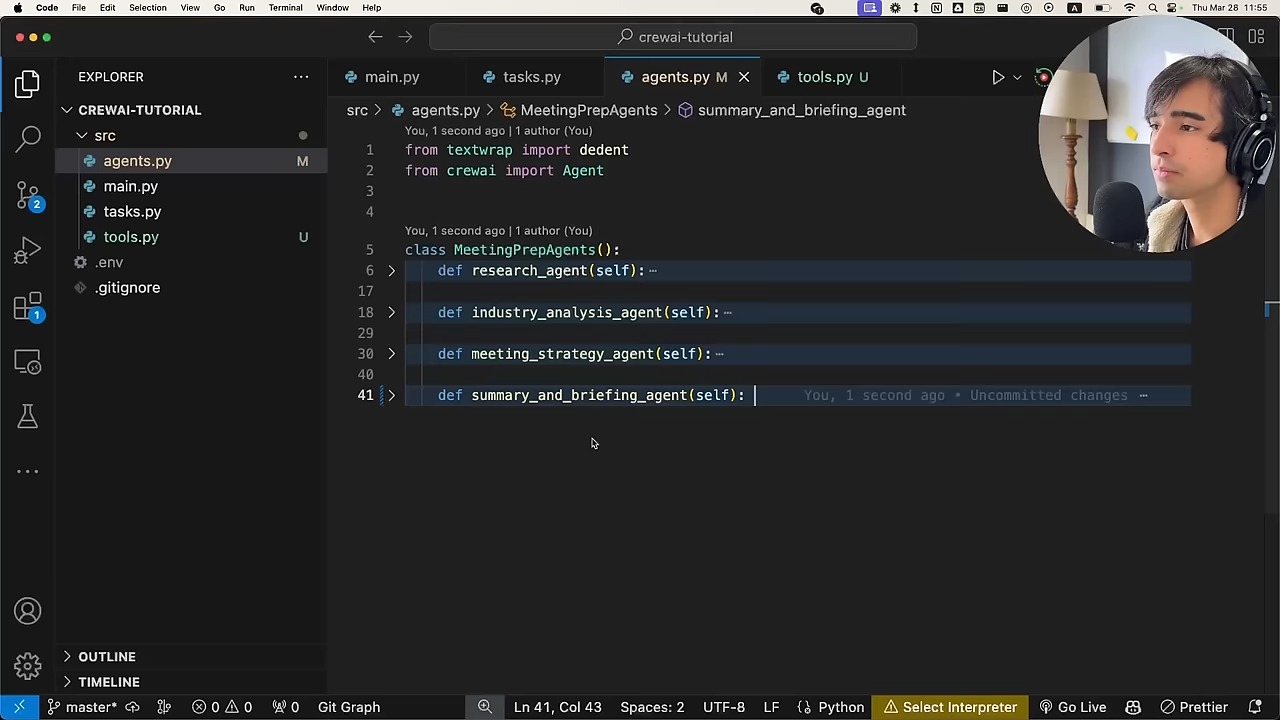 Code File Edit Selection View Go Run Terminal Window Help Thu Mar 28 11:55
crewai-tutorial
EXPLORER
main.py tasks.py agents.py M tools.py U
CREWAI-TUTORIAL
src > agents.py > MeetingPrepAgents > summary_and_briefing_agent
src
You, 1 second ago | 1 author (You)
agents.py M
1 from textwrap import dedent
2 from crewai import Agent
main.py
3
tasks.py
4
You, 1 second ago | 1 author (You)
tools.py U
5 class MeetingPrepAgents():
.env
6 def research_agent(self): ⋯
.gitignore
17
18 def industry_analysis_agent(self): ⋯
29
30 def meeting_strategy_agent(self): ⋯
40
41 def summary_and_briefing_agent(self): You, 1 second ago • Uncommitted changes ⋯
2
1
OUTLINE
TIMELINE
master* 0 0 0 Git Graph Ln 41, Col 43 Spaces: 2 UTF-8 LF Python Select Interpreter Go Live Prettier